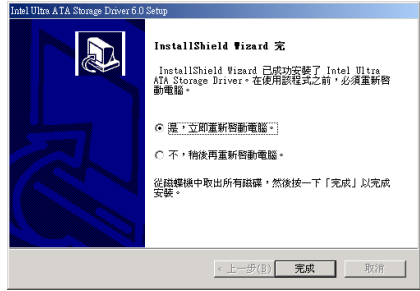 Intel Ultra ATA Storage Driver 6.0 Setup
InstallShield Wizard 完
InstallShield Wizard 已成功安裝了 Intel Ultra
ATA Storage Driver。在使用該程式之前，必須重新啓
動電腦。
是，立即重新啓動電腦。
不，稍後再重新啓動電腦。
從磁碟機中取出所有磁碟，然後按一下「完成」以完成
安裝。
< 上一步(B)
完成
取消